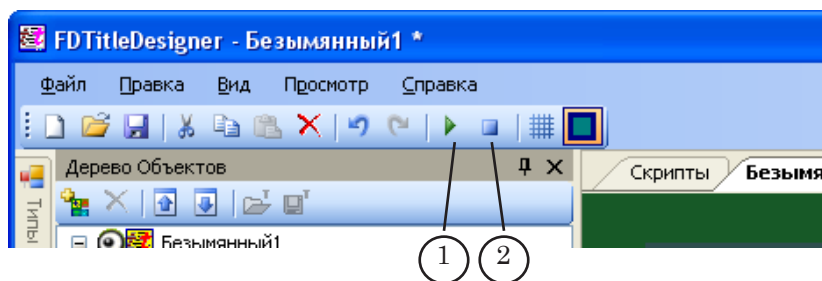 FDTitleDesigner - Безымянный1 *
Файл Правка Вид Просмотр Справка
Дерево Объектов
Скрипты Безымя
Типы
Безымянный1
1 2